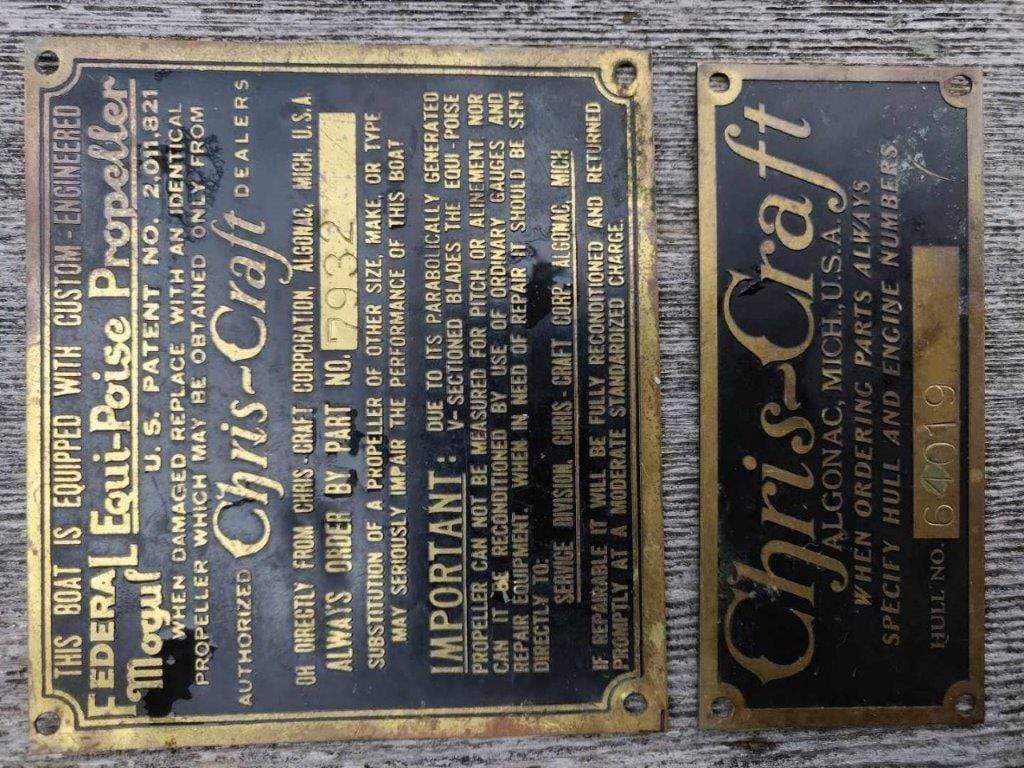 THIS BOAT IS EQUIPPED WITH CUSTOM-ENGINEERED
FEDERAL Equi-Poise Propeller
Mogul U. S. PATENT NO. 2,011,821
WHEN DAMAGED REPLACE WITH AN IDENTICAL
PROPELLER WHICH MAY BE OBTAINED ONLY FROM
AUTHORIZED Chris-Craft DEALERS
OR DIRECTLY FROM CHRIS-CRAFT CORPORATION, ALGONAC, MICH. U.S.A.
ALWAYS ORDER BY PART NO. 7932
SUBSTITUTION OF A PROPELLER OF OTHER SIZE, MAKE, OR TYPE
MAY SERIOUSLY IMPAIR THE PERFORMANCE OF THIS BOAT
IMPORTANT: DUE TO ITS PARABOLICALLY GENERATED
V-SECTIONED BLADES THE EQUI-POISE
PROPELLER CAN NOT BE MEASURED FOR PITCH OR ALINEMENT NOR
CAN IT BE RECONDITIONED BY USE OF ORDINARY GAUGES AND
REPAIR EQUIPMENT. WHEN IN NEED OF REPAIR IT SHOULD BE SENT
DIRECTLY TO:
SERVICE DIVISION, CHRIS-CRAFT CORP., ALGONAC, MICH
IF REPAIRABLE IT WILL BE FULLY RECONDITIONED AND RETURNED
PROMPTLY AT A MODERATE STANDARDIZED CHARGE
Chris-Craft
ALGONAC, MICH., U.S.A.
WHEN ORDERING PARTS ALWAYS
SPECIFY HULL AND ENGINE NUMBERS
HULL NO. 64019